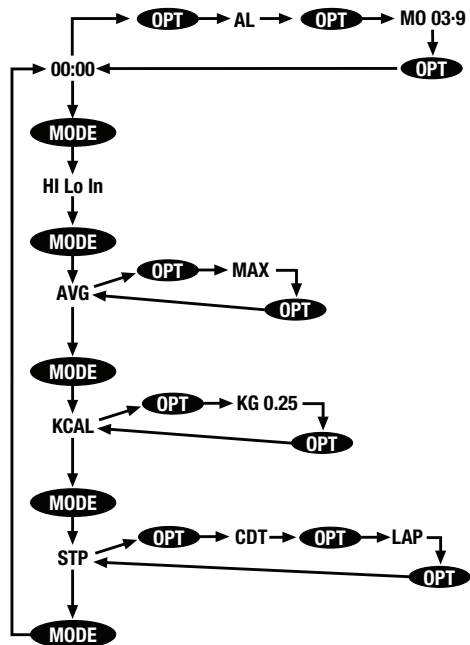 OPT AL OPT MO 03·9
00:00 OPT
MODE
HI Lo In
MODE
OPT MAX
AVG
OPT
MODE
OPT KG 0.25
KCAL
OPT
MODE
OPT CDT OPT LAP
STP
OPT
MODE